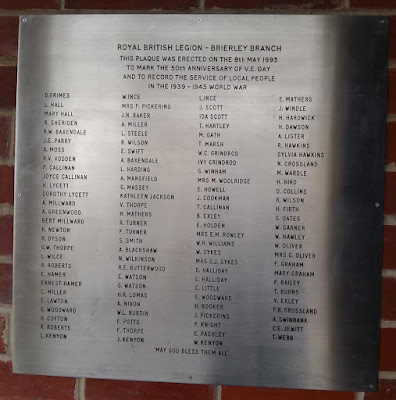 ROYAL BRITISH LEGION - BRIERLEY BRANCH
THIS PLAQUE WAS ERECTED ON THE 8th MAY 1995
TO MARK THE 50th ANNIVERSARY OF V.E. DAY
AND TO RECORD THE SERVICE OF LOCAL PEOPLE
IN THE 1939 - 1945 WORLD WAR
D.GRIMES
L. HALL
MARY HALL
R. SHERIDEN
R.W. BAXENDALE
J.E. PARRY
A. MOSS
R.V. VODDEN
F. CALLINAN
JOYCE CALLINAN
H. LYCETT
DOROTHY LYCETT
A. MILLWARD
A. GREENWOOD
BERT MILLWARD
R. NEWTON
R. DYSON
G.W. THORPE
L. WILCE
H. ROBERTS
E. HAMER
ERNEST HAMER
C. MILLER
S. LAWTON
G. WOODWARD
H. COFTON
R. ROBERTS
L. KENYON
W.INCE
MRS F. PICKERING
J.N. BAKER
A. MILLER
L. STEELE
R. WILSON
E. SWIFT
A. BAXENDALE
L. HARDING
A. MANSFIELD
C. MASSEY
KATHLEEN JACKSON
V. THORPE
H. MATHERS
R. TURNER
F. TURNER
S. SMITH
A. BLACKSHAW
N. WILKINSON
R.E. BUTTERWOOD
E. WATSON
G. WATSON
H.R. LOMAS
A. NIXON
W.L. BURDIN
F. POTTS
F. THORPE
J. KENYON
L.INCE
J. SCOTT
IDA SCOTT
T. HARTLEY
M. OATH
T. MARSH
W.C. GRINDROD
IVY GRINDROD
G. WINHAM
MRS M. WOOLRIDGE
E. HOWELL
J. COOKMAN
T. CALLINAN
B. EXLEY
E. HOLDEN
MRS E.M. ROWLEY
W.H. WILLIAMS
W. SYKES
MRS C.J. SYKES
D. HALLIDAY
J. HALLIDAY
C. LITTLE
E. WOODWARD
H. BOOKER
J. PICKERING
P. KNIGHT
E. PASHLEY
W. KENYON
E. MATHERS
J. WINDLE
H. HARDWICK
H. DAWSON
A. LISTER
R. HAWKINS
SYLVIA HAWKINS
N. CROSSLAND
M. WARDLE
H. BIRD
D. COLLINS
R. WILSON
H. FIRTH
G. OATES
W. GARNER
W. HAWLEY
W. OLIVER
MRS G. OLIVER
F. GRAHAM
MARY GRAHAM
P. BAILEY
T. BURNS
V. EXLEY
F.B. CROSSLAND
A. SWINBANK
C.E. JEWITT
T. WEBB
'MAY GOD BLESS THEM ALL'